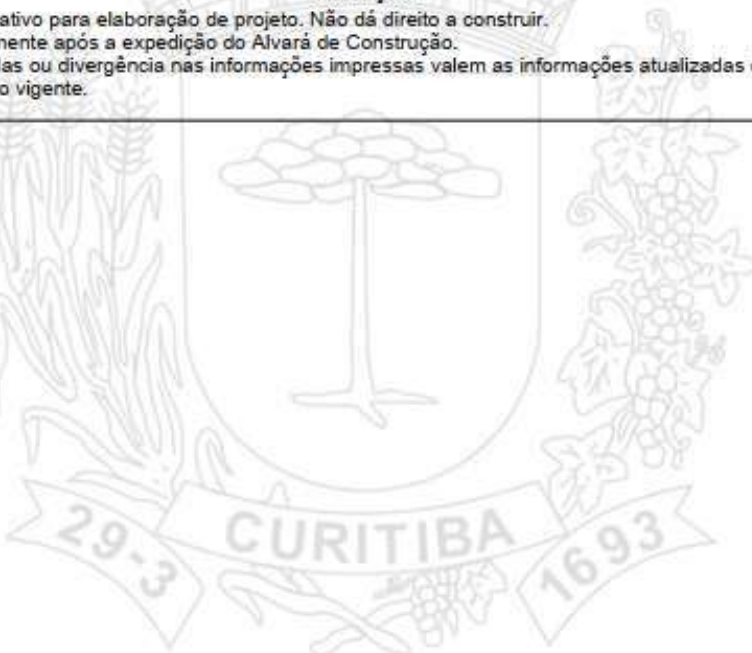 ativo para elaboração de projeto. Não dá direito a construir.
mente após a expedição do Alvará de Construção.
las ou divergência nas informações impressas valem as informações atualizadas
o vigente.
29-3
CURITIBA
1693